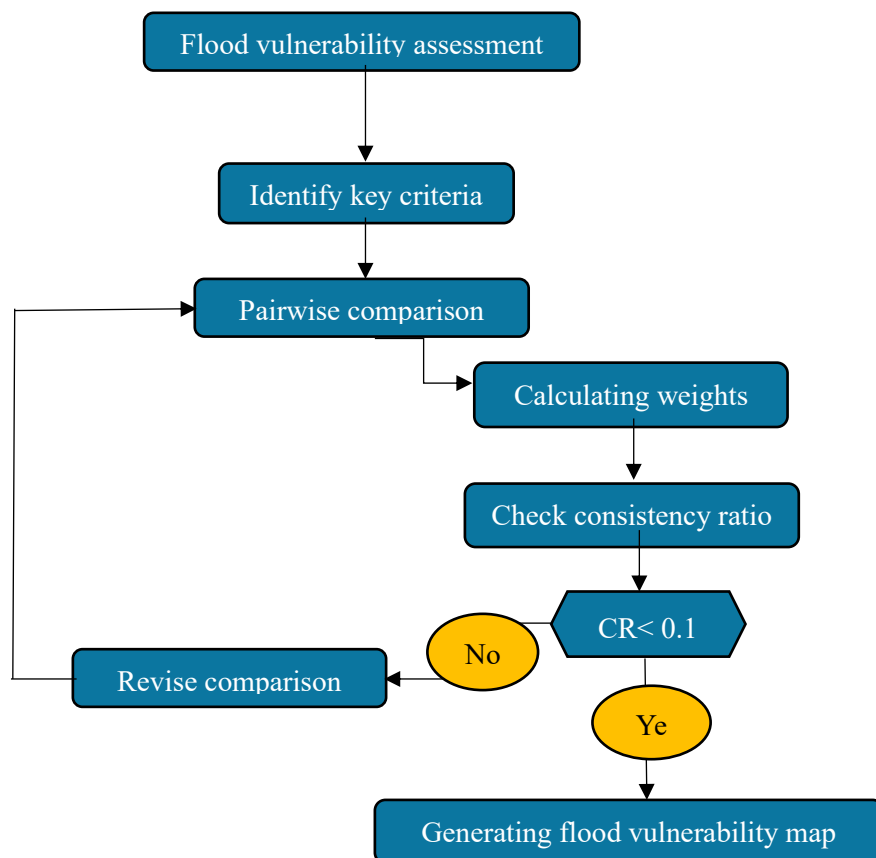 Flood vulnerability assessment
Identify key criteria
Pairwise comparison
Calculating weights
Check consistency ratio
CR< 0.1
No
Revise comparison
Ye
Generating flood vulnerability map